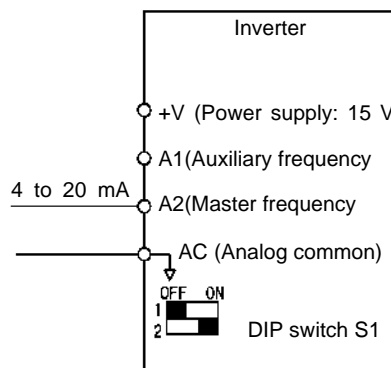 Inverter
+V (Power supply: 15 V
A1(Auxiliary frequency
4 to 20 mA
A2(Master frequency
AC (Analog common)
OFF ON
1
2
DIP switch S1